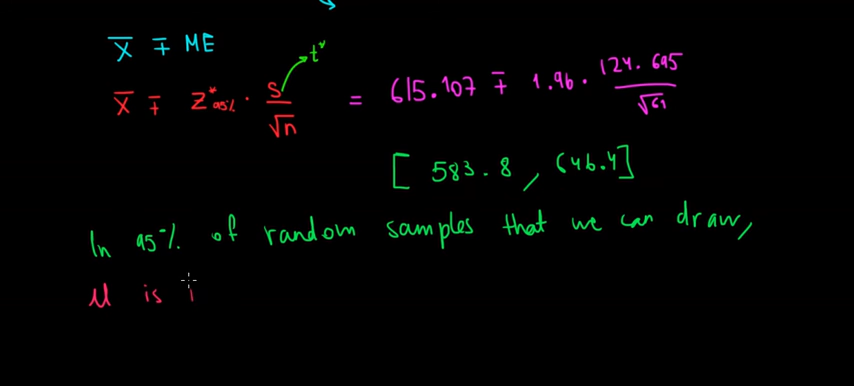 X̄ ∓ ME
t*
X̄ ∓ Z*95% · S/√n = 615.107 ∓ 1.96 · 124.695/√61
[583.8, 646.4]
In 95% of random samples that we can draw,
μ is i